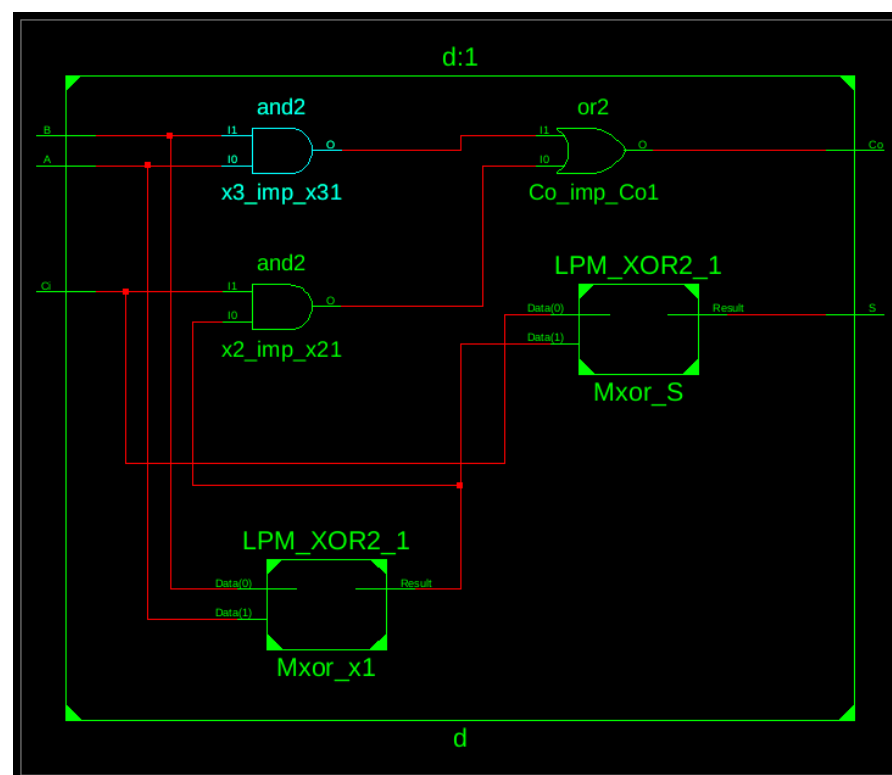 d:1
and2
or2
B
I1
O
I1
O
Co
A
I0
I0
x3_imp_x31
Co_imp_Co1
and2
LPM_XOR2_1
Ci
I1
O
Data(0)
Result
S
I0
Data(1)
x2_imp_x21
Mxor_S
LPM_XOR2_1
Data(0)
Result
Data(1)
Mxor_x1
d